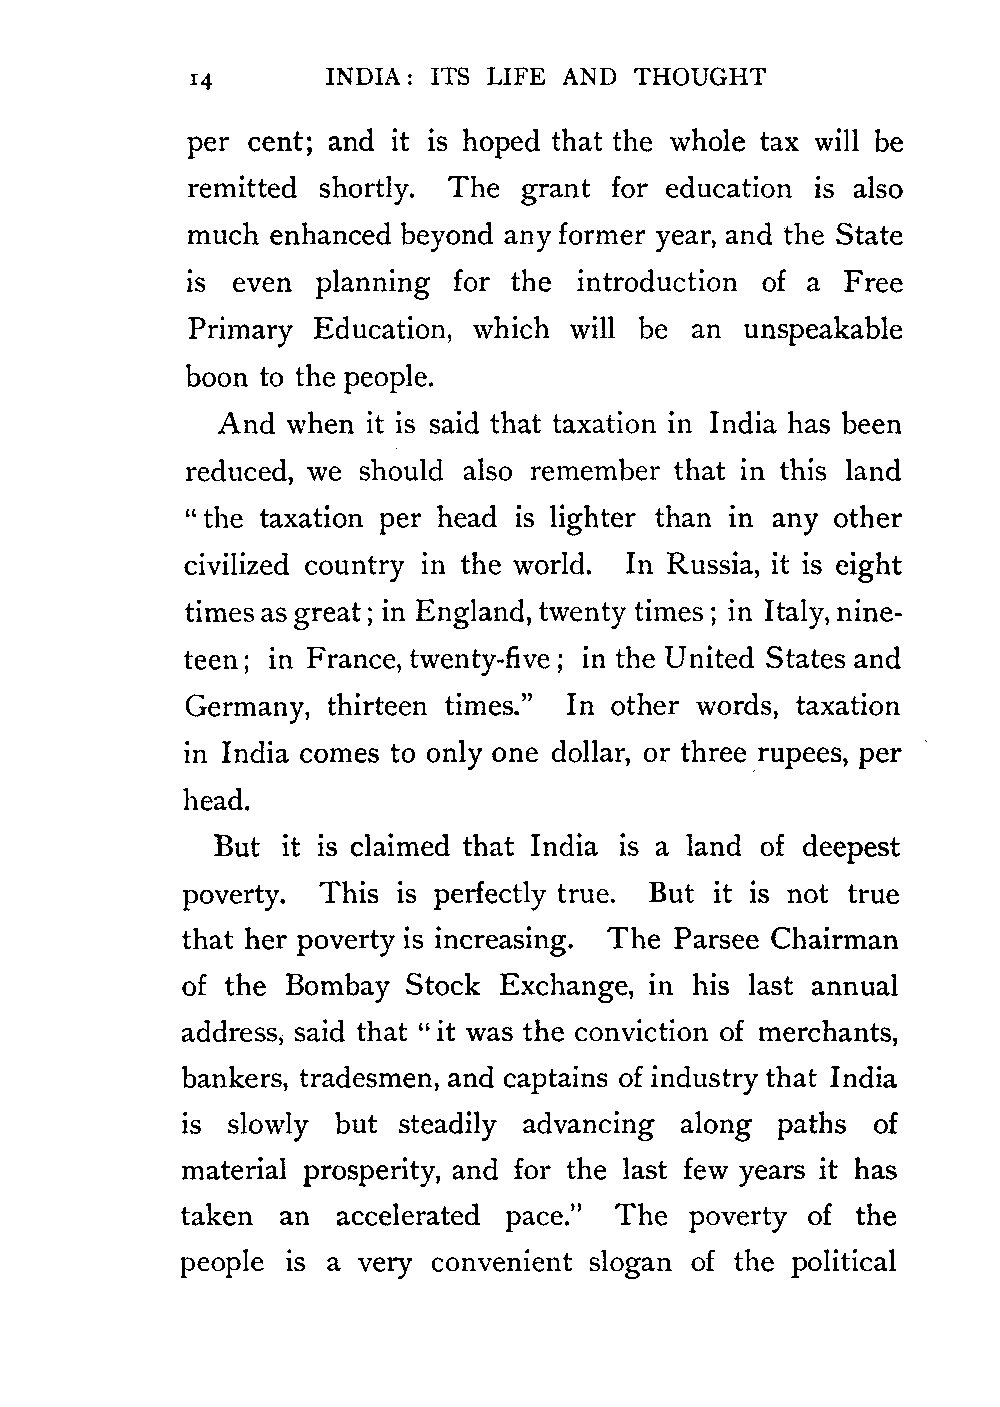 14 INDIA: ITS LIFE AND THOUGHT
per cent; and it is hoped that the whole tax will be
remitted shortly. The grant for education is also
much enhanced beyond any former year, and the State
is even planning for the introduction of a Free
Primary Education, which will be an unspeakable
boon to the people.
And when it is said that taxation in India has been
reduced, we should also remember that in this land
“the taxation per head is lighter than in any other
civilized country in the world. In Russia, it is eight
times as great; in England, twenty times; in Italy, nine-
teen; in France, twenty-five; in the United States and
Germany, thirteen times.” In other words, taxation
in India comes to only one dollar, or three rupees, per
head.
But it is claimed that India is a land of deepest
poverty. This is perfectly true. But it is not true
that her poverty is increasing. The Parsee Chairman
of the Bombay Stock Exchange, in his last annual
address, said that “it was the conviction of merchants,
bankers, tradesmen, and captains of industry that India
is slowly but steadily advancing along paths of
material prosperity, and for the last few years it has
taken an accelerated pace.” The poverty of the
people is a very convenient slogan of the political